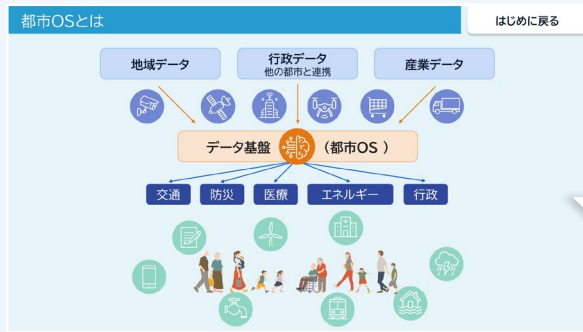 都市OSとは
はじめに戻る
地域データ
行政データ
他の都市と連携
産業データ
データ基盤 （都市OS ）
交通
防災
医療
エネルギー
行政